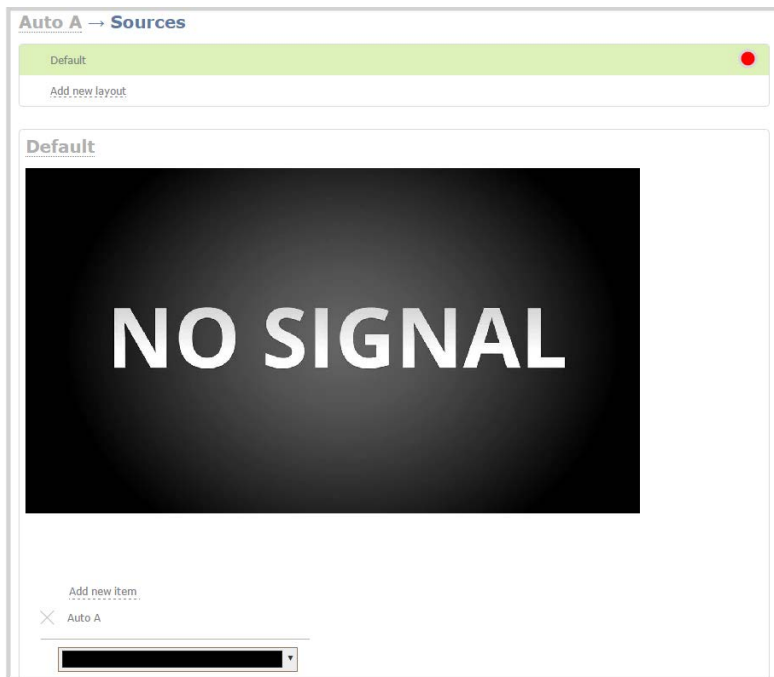 Auto A → Sources
Default
Add new layout
Default
NO SIGNAL
Add new item
Auto A